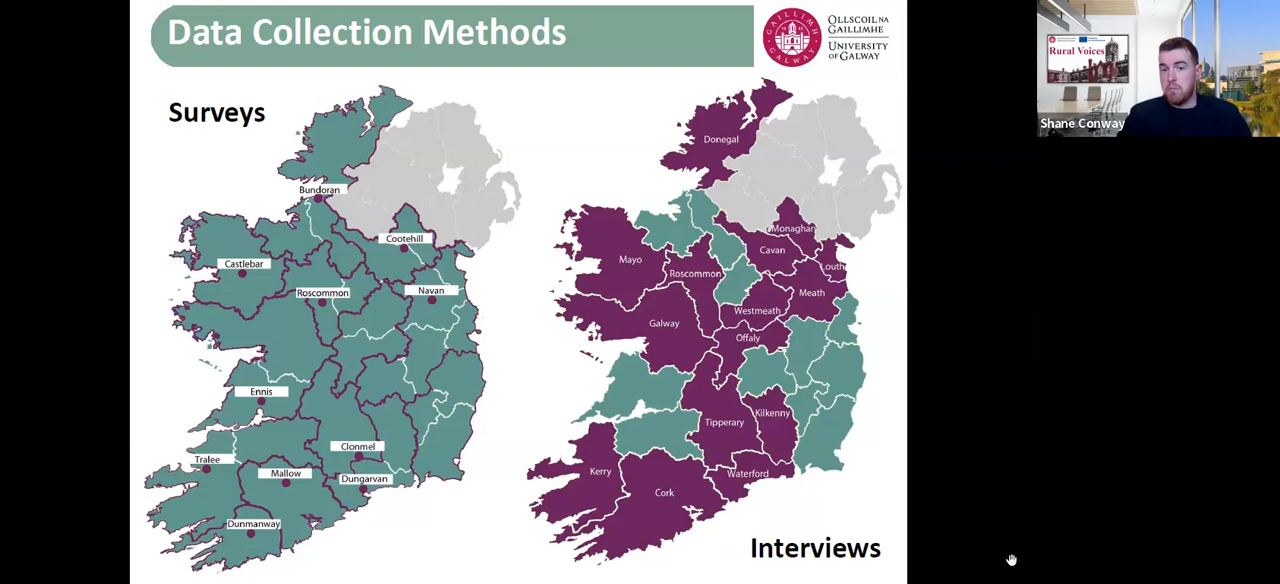 Data Collection Methods
OLLSCOIL NA
GAILLIMHE
UNIVERSITY
OF GALWAY
GAILLIMH
GALWAY
Rural Voices
Shane Conway
Surveys
Bundoran
Cootehill
Castlebar
Roscommon
Navan
Ennis
Clonmel
Tralee
Mallow
Dungarvan
Dunmanway
Donegal
Monaghan
Cavan
Mayo
Louth
Roscommon
Meath
Westmeath
Galway
Offaly
Kilkenny
Tipperary
Kerry
Waterford
Cork
Interviews